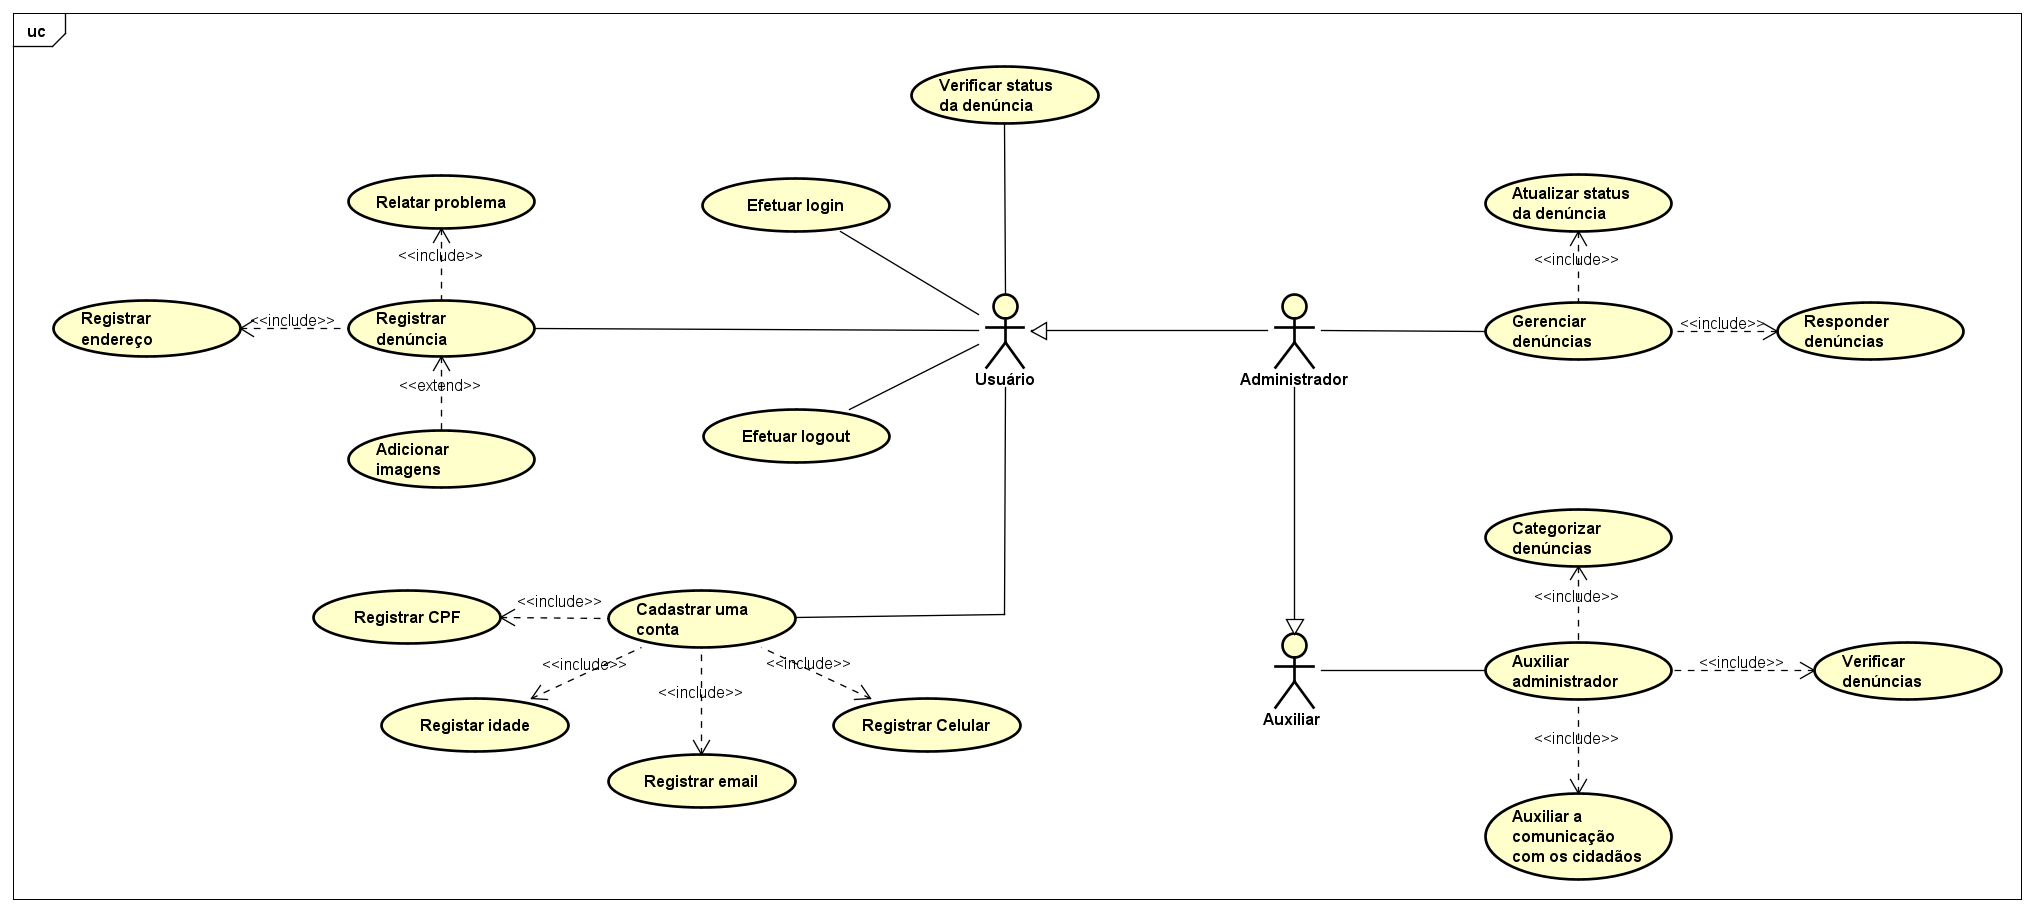 uc
Verificar status
da denúncia
Relatar problema
Efetuar login
Atualizar status
da denúncia
<<include>>
<<include>>
Registrar
endereço
<<include>>
Registrar
denúncia
Gerenciar
denúncias
<<include>>
Responder
denúncias
Usuário
Administrador
<<extend>>
Adicionar
imagens
Efetuar logout
Categorizar
denúncias
<<include>>
Registrar CPF
<<include>>
Cadastrar uma
conta
<<include>>
<<include>>
<<include>>
Registar idade
Registrar email
Registrar Celular
Auxiliar
Auxiliar
administrador
<<include>>
Verificar
denúncias
<<include>>
Auxiliar a
comunicação
com os cidadãos